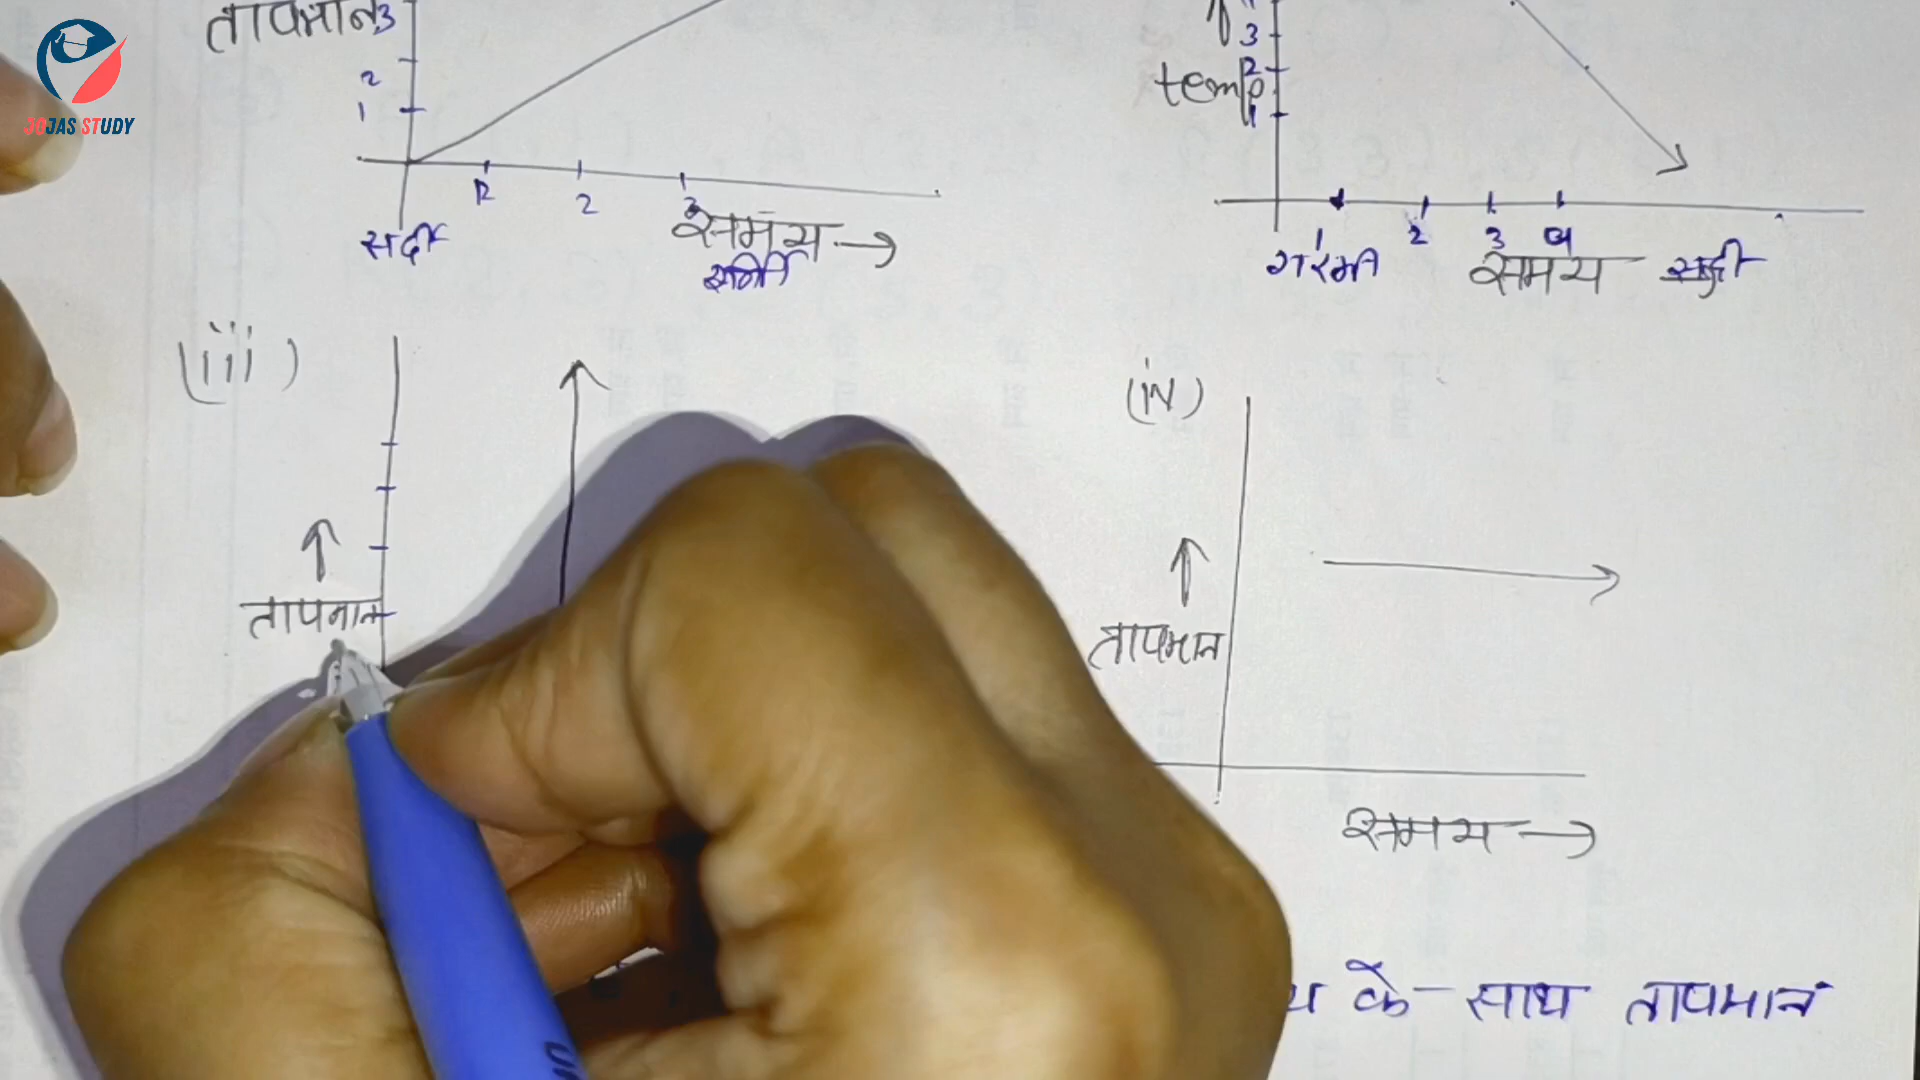 तापमान 3
2
1
1 2 3
सर्दी
समय →
गर्मी
JOJAS STUDY
3
2
temp
1
1 2 3 4
गरमी समय सर्दी
(iii)
तापमान
(iv)
तापमान
समय →
के साथ तापमान